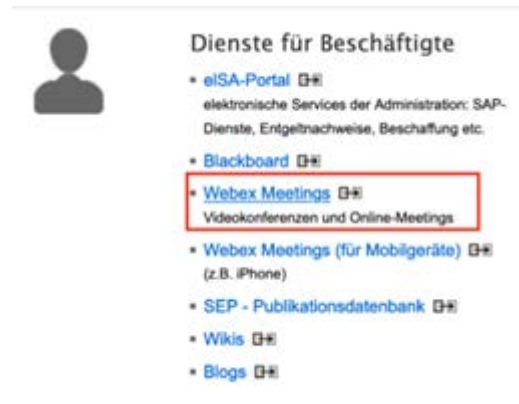 Dienste für Beschäftigte
elSA-Portal
elektronische Services der Administration: SAP-
Dienste, Entgeltnachweise, Beschaffung etc.
Blackboard
Webex Meetings
Videokonferenzen und Online-Meetings
Webex Meetings (für Mobilgeräte)
(z.B. iPhone)
SEP - Publikationsdatenbank
Wikis
Blogs